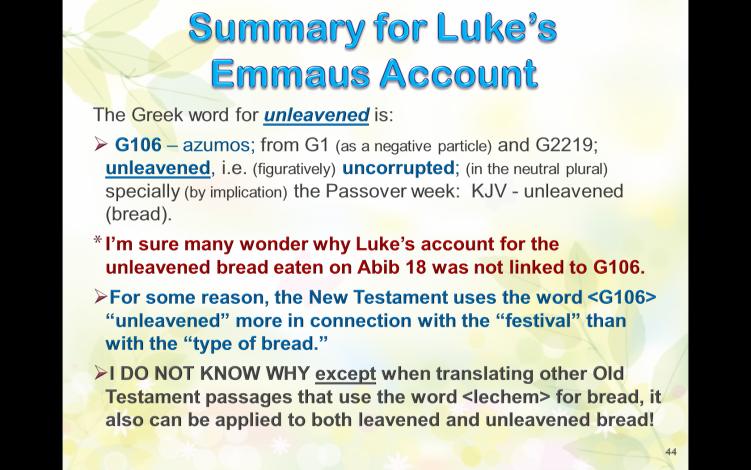 Summary for Luke's
Emmaus Account
The Greek word for unleavened is:
➢ G106 – azumos; from G1 (as a negative particle) and G2219;
unleavened, i.e. (figuratively) uncorrupted; (in the neutral plural)
specially (by implication) the Passover week: KJV - unleavened
(bread).
* I'm sure many wonder why Luke's account for the
unleavened bread eaten on Abib 18 was not linked to G106.
➢For some reason, the New Testament uses the word <G106>
“unleavened” more in connection with the “festival” than
with the “type of bread.”
➢I DO NOT KNOW WHY except when translating other Old
Testament passages that use the word <lechem> for bread, it
also can be applied to both leavened and unleavened bread!
44